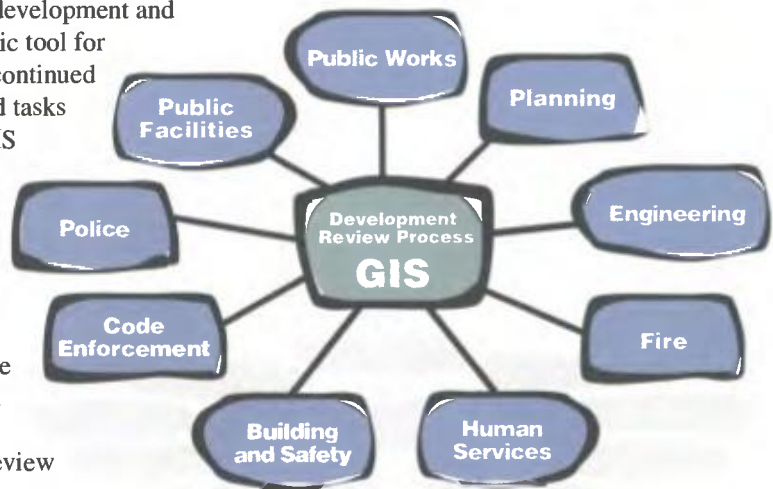 development and
ic tool for
continued
d tasks
IS
e
eview
Public Works
Planning
Public
Facilities
Engineering
Police
Development
Review Process
GIS
Code
Enforcement
Fire
Building
and Safety
Human
Services